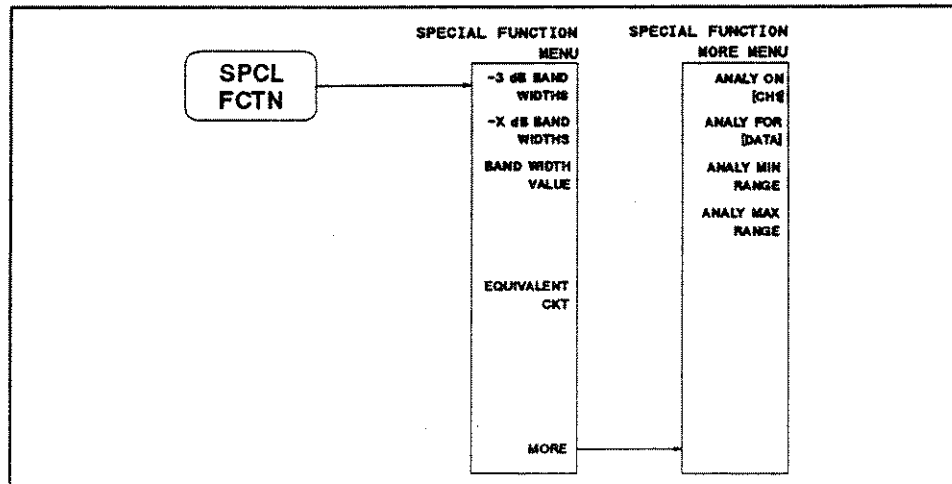 SPCL
FCTN
SPECIAL FUNCTION
MENU
-3 dB BAND
WIDTHS
-X dB BAND
WIDTHS
BAND WIDTH
VALUE
EQUIVALENT
CKT
MORE
SPECIAL FUNCTION
MORE MENU
ANALY ON
[CH1]
ANALY FOR
[DATA]
ANALY MIN
RANGE
ANALY MAX
RANGE